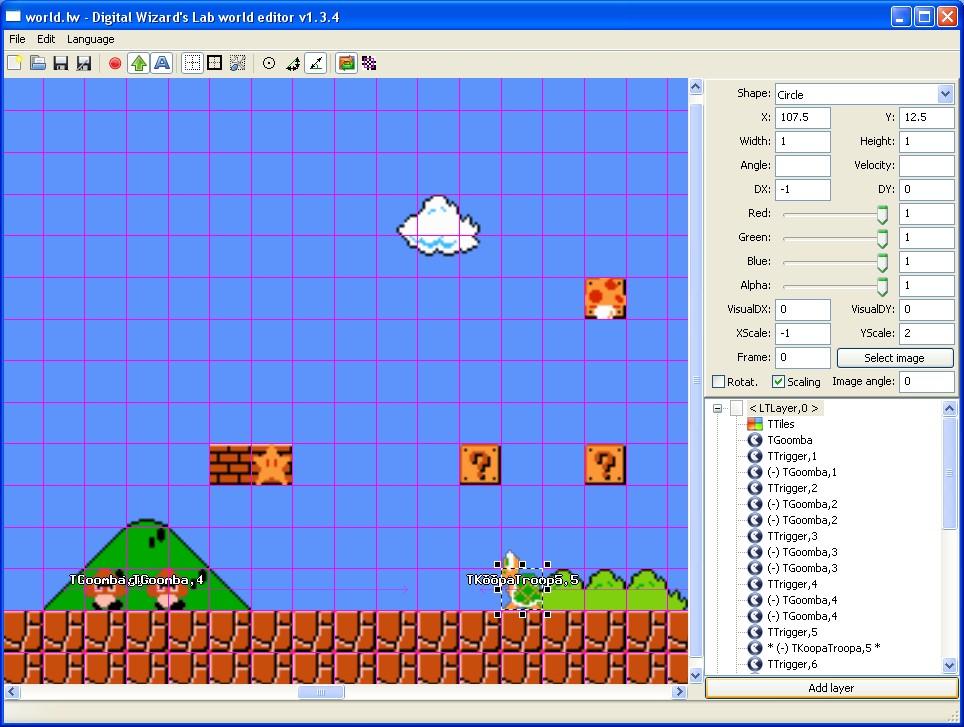 world.lw - Digital Wizard's Lab world editor v1.3.4
File Edit Language
Shape: Circle
X: 107.5 Y: 12.5
Width: 1 Height: 1
Angle: Velocity:
DX: -1 DY: 0
Red: 1
Green: 1
Blue: 1
Alpha: 1
VisualDX: 0 VisualDY: 0
XScale: -1 YScale: 2
Frame: 0 Select image
Rotat. Scaling Image angle: 0
< LTLayer,0 >
TTiles
TGoomba
TTrigger,1
(-) TGoomba,1
TTrigger,2
(-) TGoomba,2
(-) TGoomba,2
TTrigger,3
(-) TGoomba,3
(-) TGoomba,3
TTrigger,4
(-) TGoomba,4
(-) TGoomba,4
TTrigger,5
* (-) TKoopaTroopa,5 *
TTrigger,6
Add layer
? ?
TGoomba, TGoomba,4
TKoopaTroopa,5